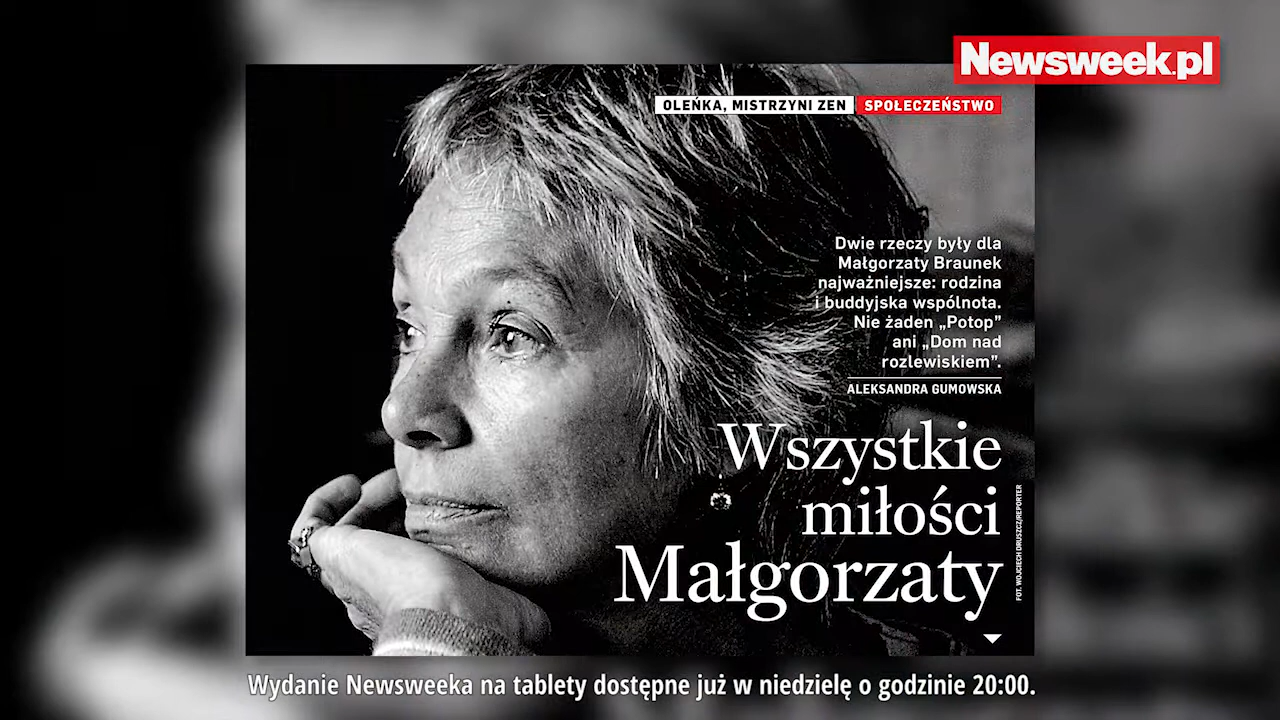 Newsweek.pl
OLEŃKA, MISTRZYNI ZEN SPOŁECZEŃSTWO
Dwie rzeczy były dla
Małgorzaty Braunek
najważniejsze: rodzina
i buddyjska wspólnota.
Nie żaden „Potop”
ani „Dom nad
rozlewiskiem”.
ALEKSANDRA GUMOWSKA
Wszystkie
miłości
Małgorzaty
FOT. WOJCIECH DRUSZCZ/REPORTER
Wydanie Newsweeka na tablety dostępne już w niedzielę o godzinie 20:00.